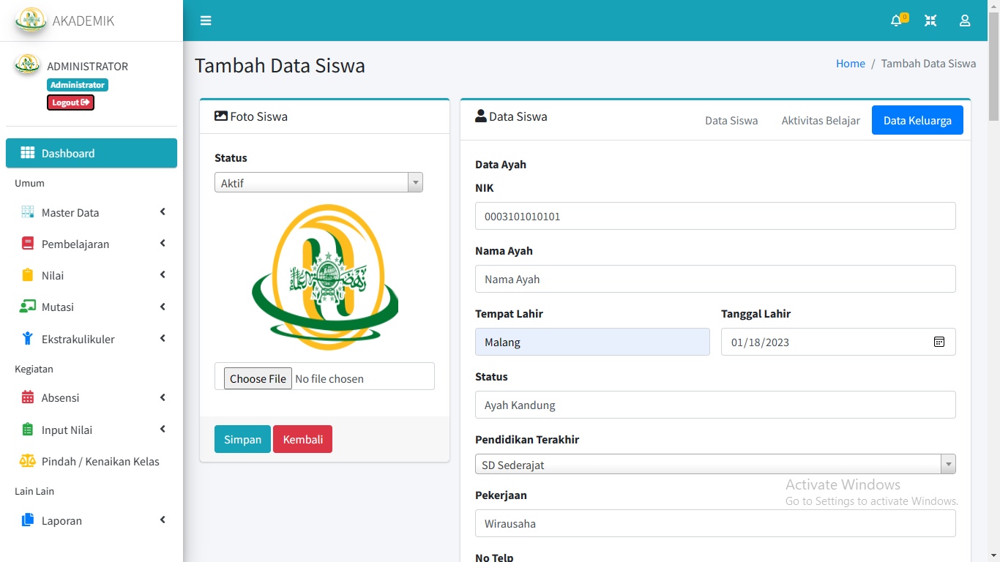 AKADEMIK
0
ADMINISTRATOR
Administrator
Logout
Dashboard
Umum
Master Data
Pembelajaran
Nilai
Mutasi
Ekstrakulikuler
Kegiatan
Absensi
Input Nilai
Pindah / Kenaikan Kelas
Lain Lain
Laporan
Tambah Data Siswa
Home / Tambah Data Siswa
Foto Siswa
Status
Aktif
N U
Choose File No file chosen
Simpan Kembali
Data Siswa
Data Siswa Aktivitas Belajar Data Keluarga
Data Ayah
NIK
0003101010101
Nama Ayah
Nama Ayah
Tempat Lahir Tanggal Lahir
Malang 01/18/2023
Status
Ayah Kandung
Pendidikan Terakhir
SD Sederajat
Pekerjaan
Wirausaha
No Telp
Activate Windows
Go to Settings to activate Windows.